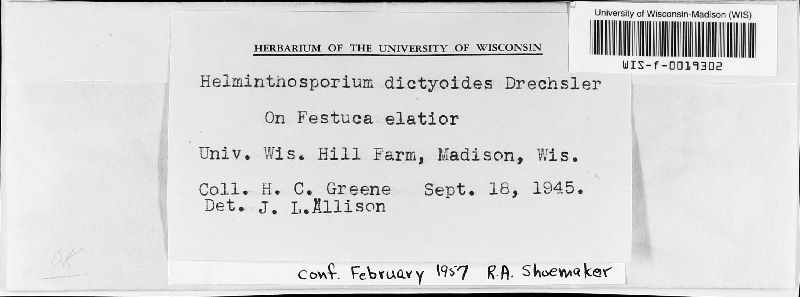 University of Wisconsin-Madison (WIS)
WIS-f-0019302
HERBARIUM OF THE UNIVERSITY OF WISCONSIN
Helminthosporium dictyoides Drechsler
On Festuca elatior
Univ. Wis. Hill Farm, Madison, Wis.
Coll. H. C. Greene Sept. 18, 1945.
Det. J. L.Allison
conf. February 1957 R.A. Shoemaker
OK